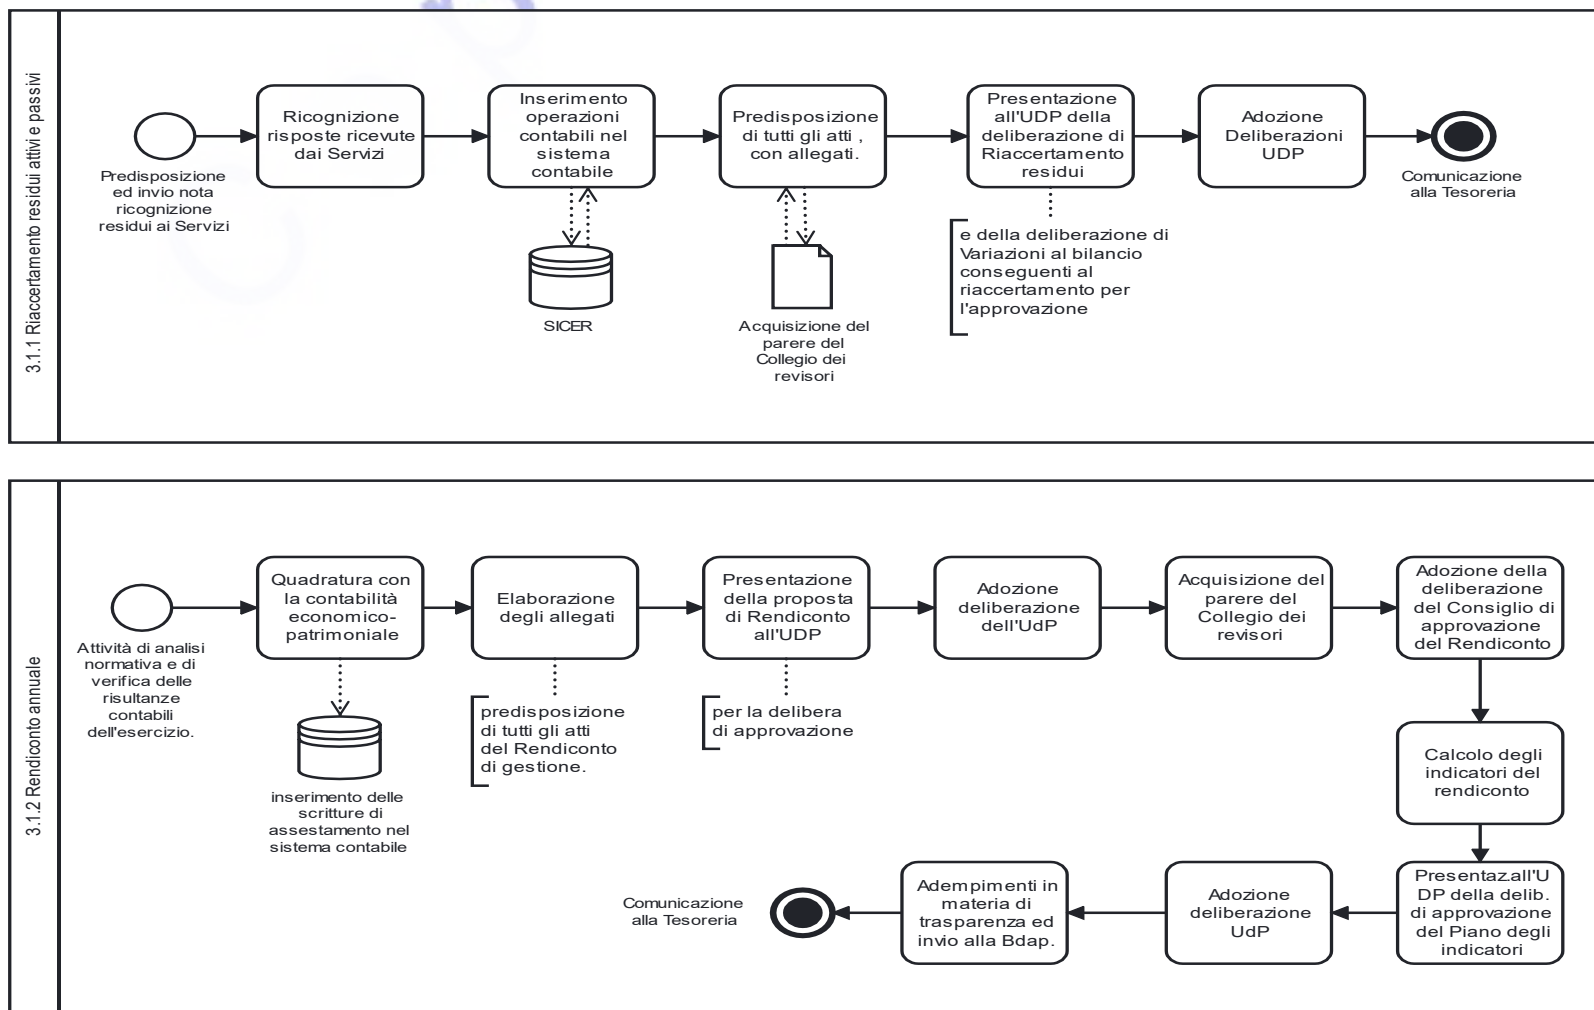 3.1.1 Riaccertamento residui attivi e passivi
Predisposizione
ed invio nota
ricognizione
residui ai Servizi
Ricognizione
risposte ricevute
dai Servizi
Inserimento
operazioni
contabili nel
sistema
contabile
SICER
Predisposizione
di tutti gli atti ,
con allegati.
Acquisizione del
parere del
Collegio dei
revisori
Presentazione
all'UDP della
deliberazione di
Riaccertamento
residui
e della deliberazione di
Variazioni al bilancio
conseguenti al
riaccertamento per
l'approvazione
Adozione
Deliberazioni
UDP
Comunicazione
alla Tesoreria
3.1.2 Rendiconto annuale
Attività di analisi
normativa e di
verifica delle
risultanze
contabili
dell'esercizio.
Quadratura con
la contabilità
economico-
patrimoniale
inserimento delle
scritture di
assestamento nel
sistema contabile
Elaborazione
degli allegati
predisposizione
di tutti gli atti
del Rendiconto
di gestione.
Presentazione
della proposta
di Rendiconto
all'UDP
per la delibera
di approvazione
Adozione
deliberazione
dell'UdP
Acquisizione del
parere del
Collegio dei
revisori
Adozione della
deliberazione
del Consiglio di
approvazione
del Rendiconto
Calcolo degli
indicatori del
rendiconto
Presentaz.all'U
DP della delib.
di approvazione
del Piano degli
indicatori
Adozione
deliberazione
UdP
Adempimenti in
materia di
trasparenza ed
invio alla Bdap.
Comunicazione
alla Tesoreria